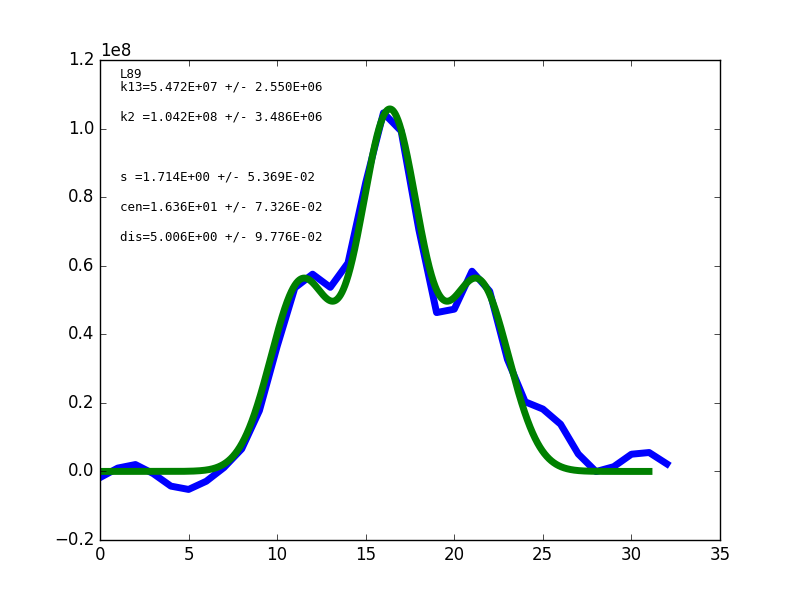 1e8
L89
k13=5.472E+07 +/- 2.550E+06
k2 =1.042E+08 +/- 3.486E+06
s =1.714E+00 +/- 5.369E-02
cen=1.636E+01 +/- 7.326E-02
dis=5.006E+00 +/- 9.776E-02
1.2
1.0
0.8
0.6
0.4
0.2
0.0
−0.2
0 5 10 15 20 25 30 35